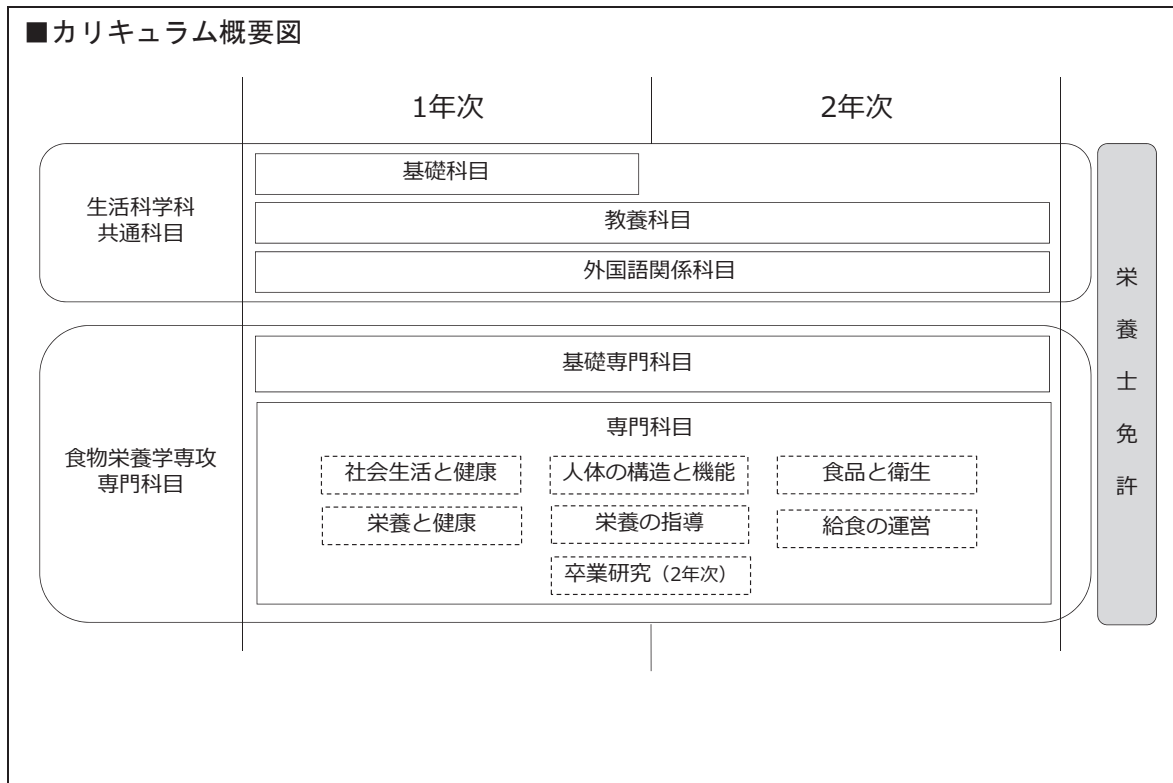 ■カリキュラム概要図
1年次
2年次
生活科学科
共通科目
基礎科目
教養科目
外国語関係科目
食物栄養学専攻
専門科目
基礎専門科目
専門科目
社会生活と健康
人体の構造と機能
食品と衛生
栄養と健康
栄養の指導
給食の運営
卒業研究（2年次）
栄養士免許